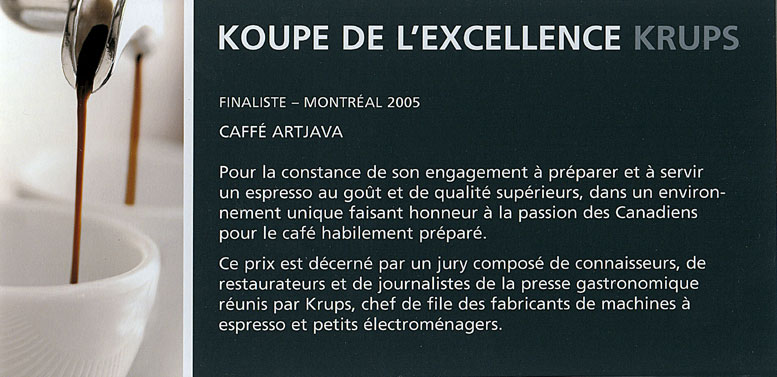 KOUPE DE L'EXCELLENCE KRUPS
FINALISTE – MONTRÉAL 2005
CAFFÉ ARTJAVA
Pour la constance de son engagement à préparer et à servir
un espresso au goût et de qualité supérieurs, dans un environ-
nement unique faisant honneur à la passion des Canadiens
pour le café habilement préparé.
Ce prix est décerné par un jury composé de connaisseurs, de
restaurateurs et de journalistes de la presse gastronomique
réunis par Krups, chef de file des fabricants de machines à
espresso et petits électroménagers.